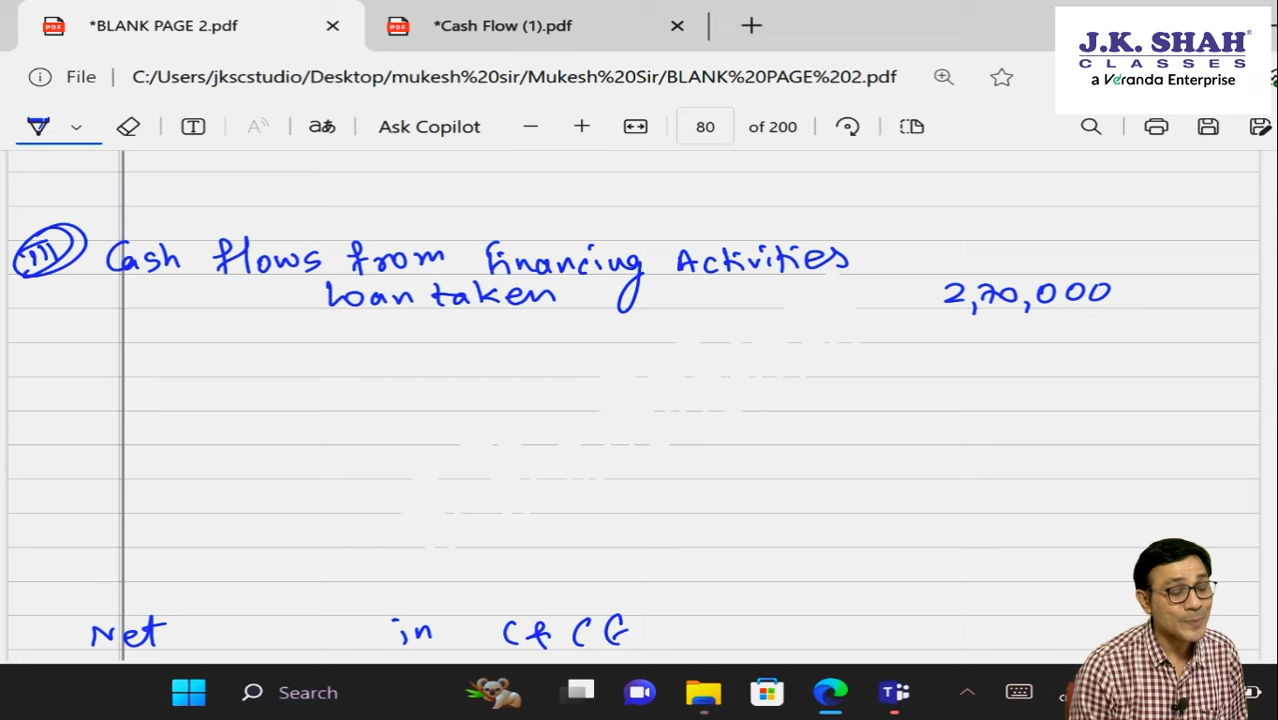 *BLANK PAGE 2.pdf
*Cash Flow (1).pdf
J.K. SHAH®
CLASSES
a Veranda Enterprise
File C:/Users/jkscstudio/Desktop/mukesh%20sir/Mukesh%20Sir/BLANK%20PAGE%202.pdf
Ask Copilot 80 of 200
III Cash flows from Financing Activities
Loan taken 2,70,000
Net in C & CE
Search